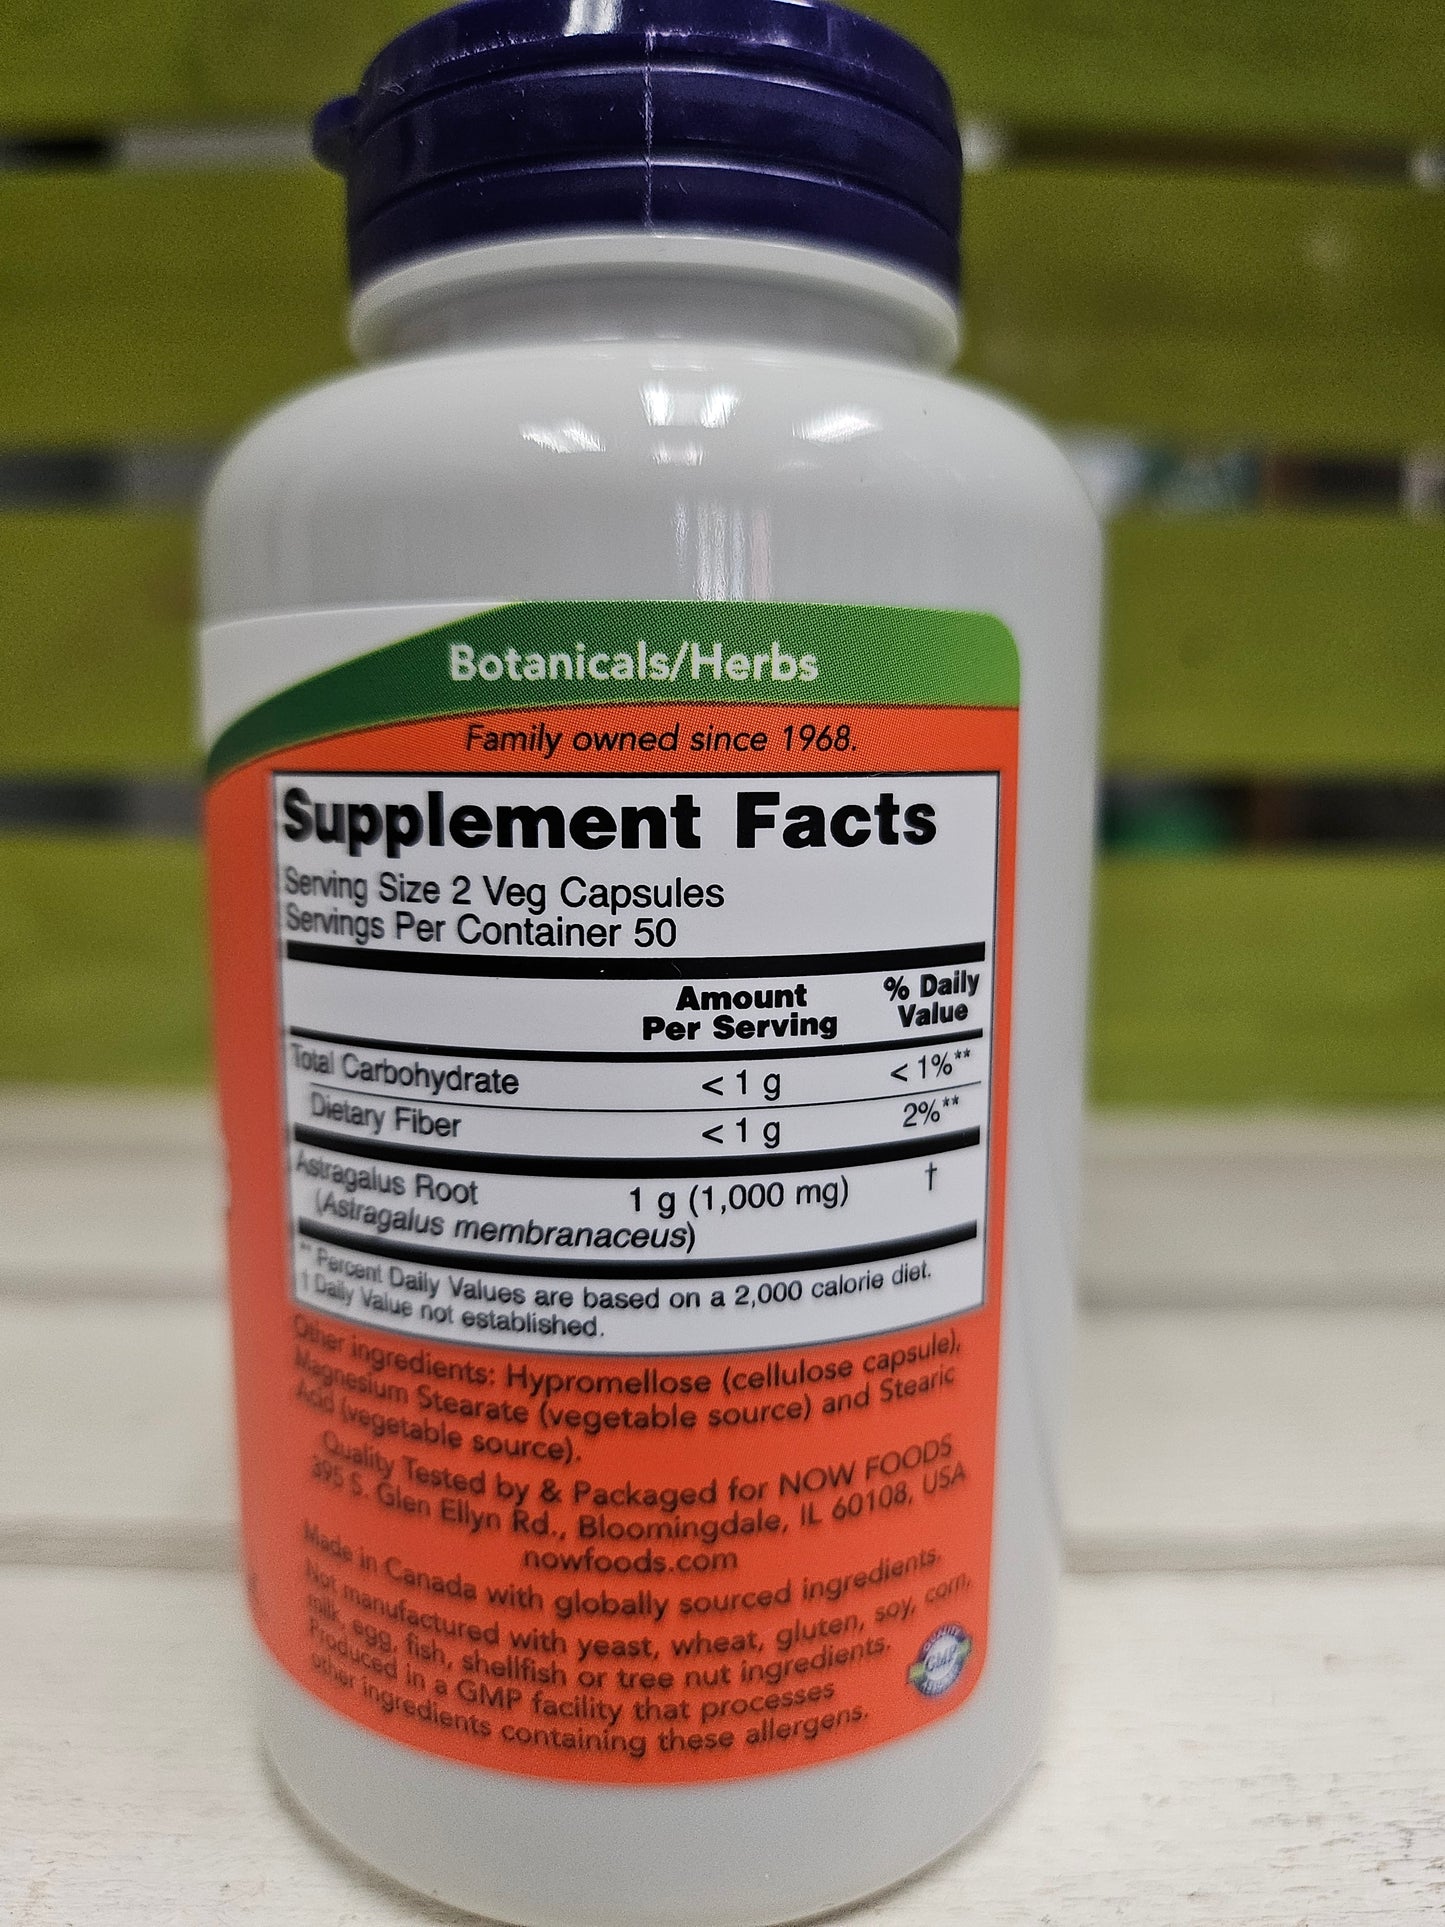 Botanicals/Herbs
Family owned since 1968.
Supplement Facts
Serving Size 2 Veg Capsules
Servings Per Container 50
Amount Per Serving
% Daily Value
Total Carbohydrate < 1 g < 1%**
Dietary Fiber < 1 g 2%**
Astragalus Root 1 g (1,000 mg) †
(Astragalus membranaceus)
** Percent Daily Values are based on a 2,000 calorie diet.
† Daily Value not established.
Other ingredients: Hypromellose (cellulose capsule),
Magnesium Stearate (vegetable source) and Stearic
Acid (vegetable source).
Quality Tested by & Packaged for NOW FOODS
395 S. Glen Ellyn Rd., Bloomingdale, IL 60108, USA
nowfoods.com
Made in Canada with globally sourced ingredients.
Not manufactured with yeast, wheat, gluten, soy, corn,
milk, egg, fish, shellfish or tree nut ingredients.
Produced in a GMP facility that processes
other ingredients containing these allergens.
QUALITY
GMP